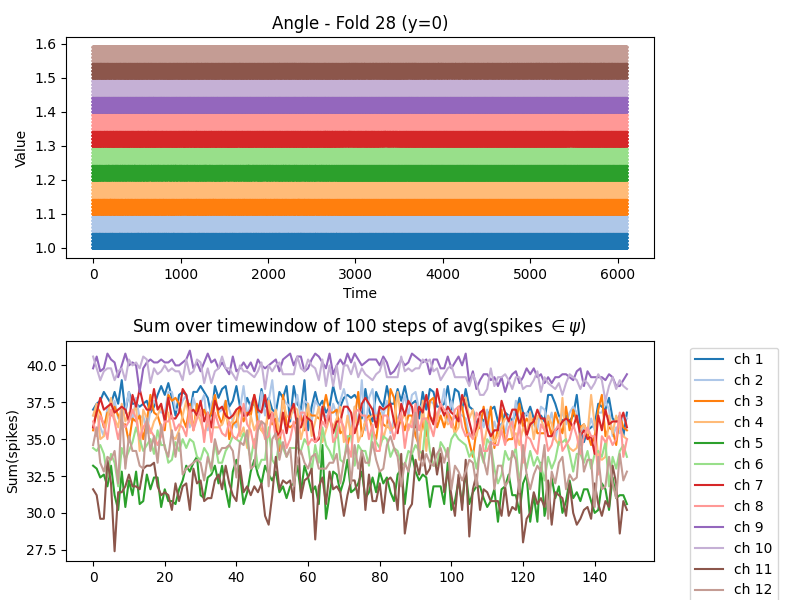 Angle - Fold 28 (y=0)
1.6
1.5
1.4
1.3
1.2
1.1
1.0
Value
0 1000 2000 3000 4000 5000 6000
Time
Sum over timewindow of 100 steps of avg(spikes ∈ ψ)
40.0
37.5
35.0
32.5
30.0
27.5
Sum(spikes)
0 20 40 60 80 100 120 140
ch 1
ch 2
ch 3
ch 4
ch 5
ch 6
ch 7
ch 8
ch 9
ch 10
ch 11
ch 12